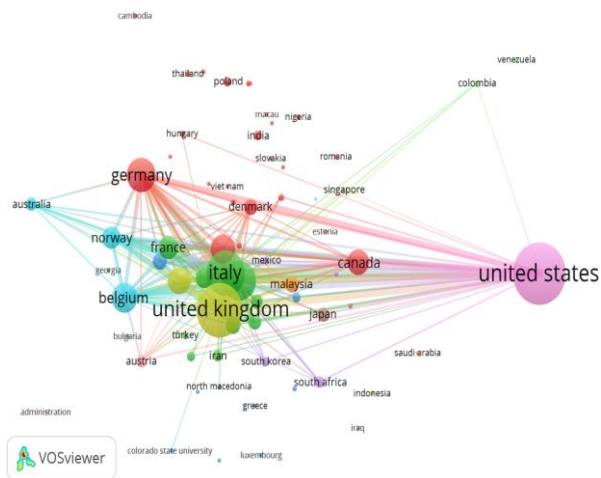 cambodia
venezuela
thailand
poland
colombia
macau
nigeria
hungary
india
slovakia
romania
germany
viet nam
singapore
australia
denmark
estonia
norway
france
mexico
canada
georgia
italy
united states
malaysia
belgium
united kingdom
japan
bulgaria
turkey
saudi arabia
austria
iran
south korea
south africa
north macedonia
indonesia
greece
administration
iraq
colorado state university
luxembourg
VOSviewer